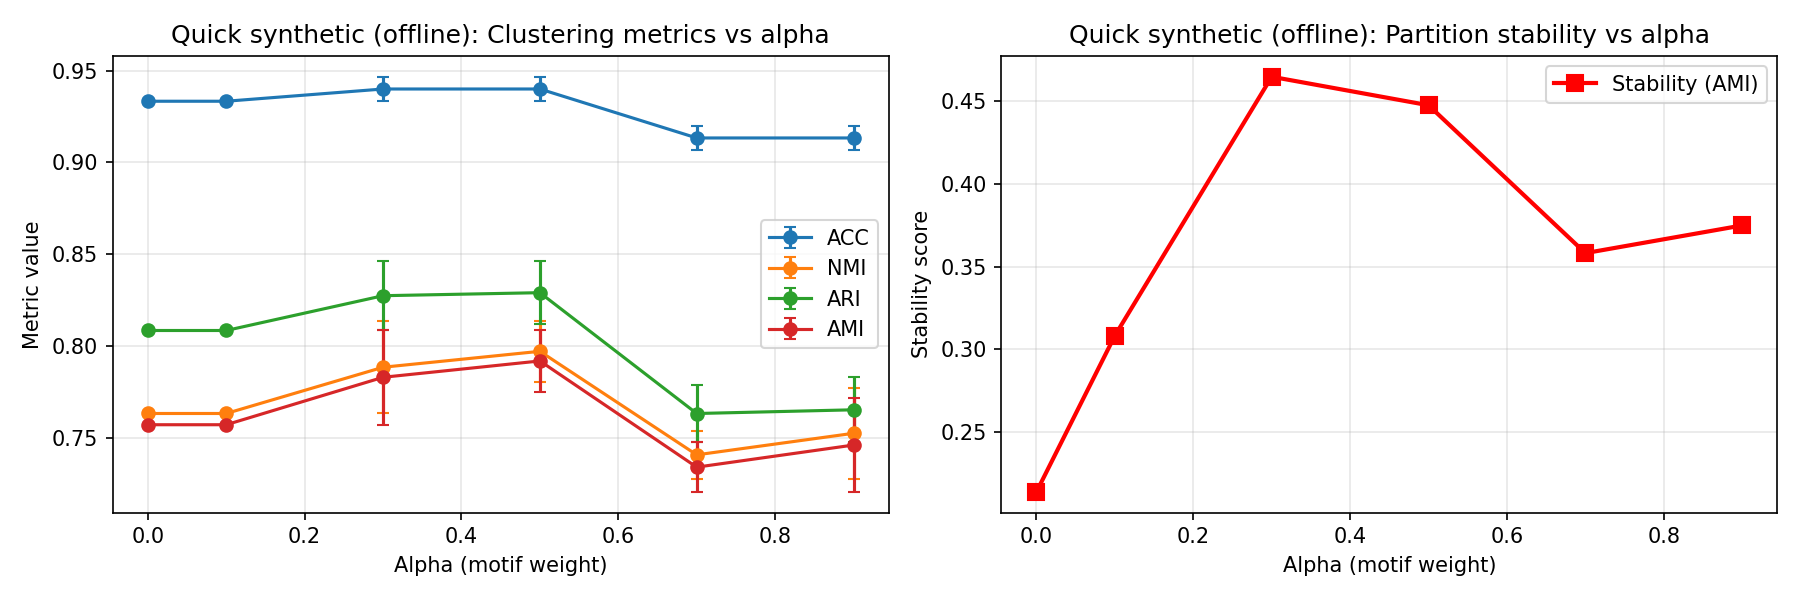 Quick synthetic (offline): Clustering metrics vs alpha
0.95
0.90
0.85
0.80
0.75
Metric value
ACC
NMI
ARI
AMI
0.0 0.2 0.4 0.6 0.8
Alpha (motif weight)
Quick synthetic (offline): Partition stability vs alpha
Stability (AMI)
0.45
0.40
0.35
0.30
0.25
Stability score
0.0 0.2 0.4 0.6 0.8
Alpha (motif weight)